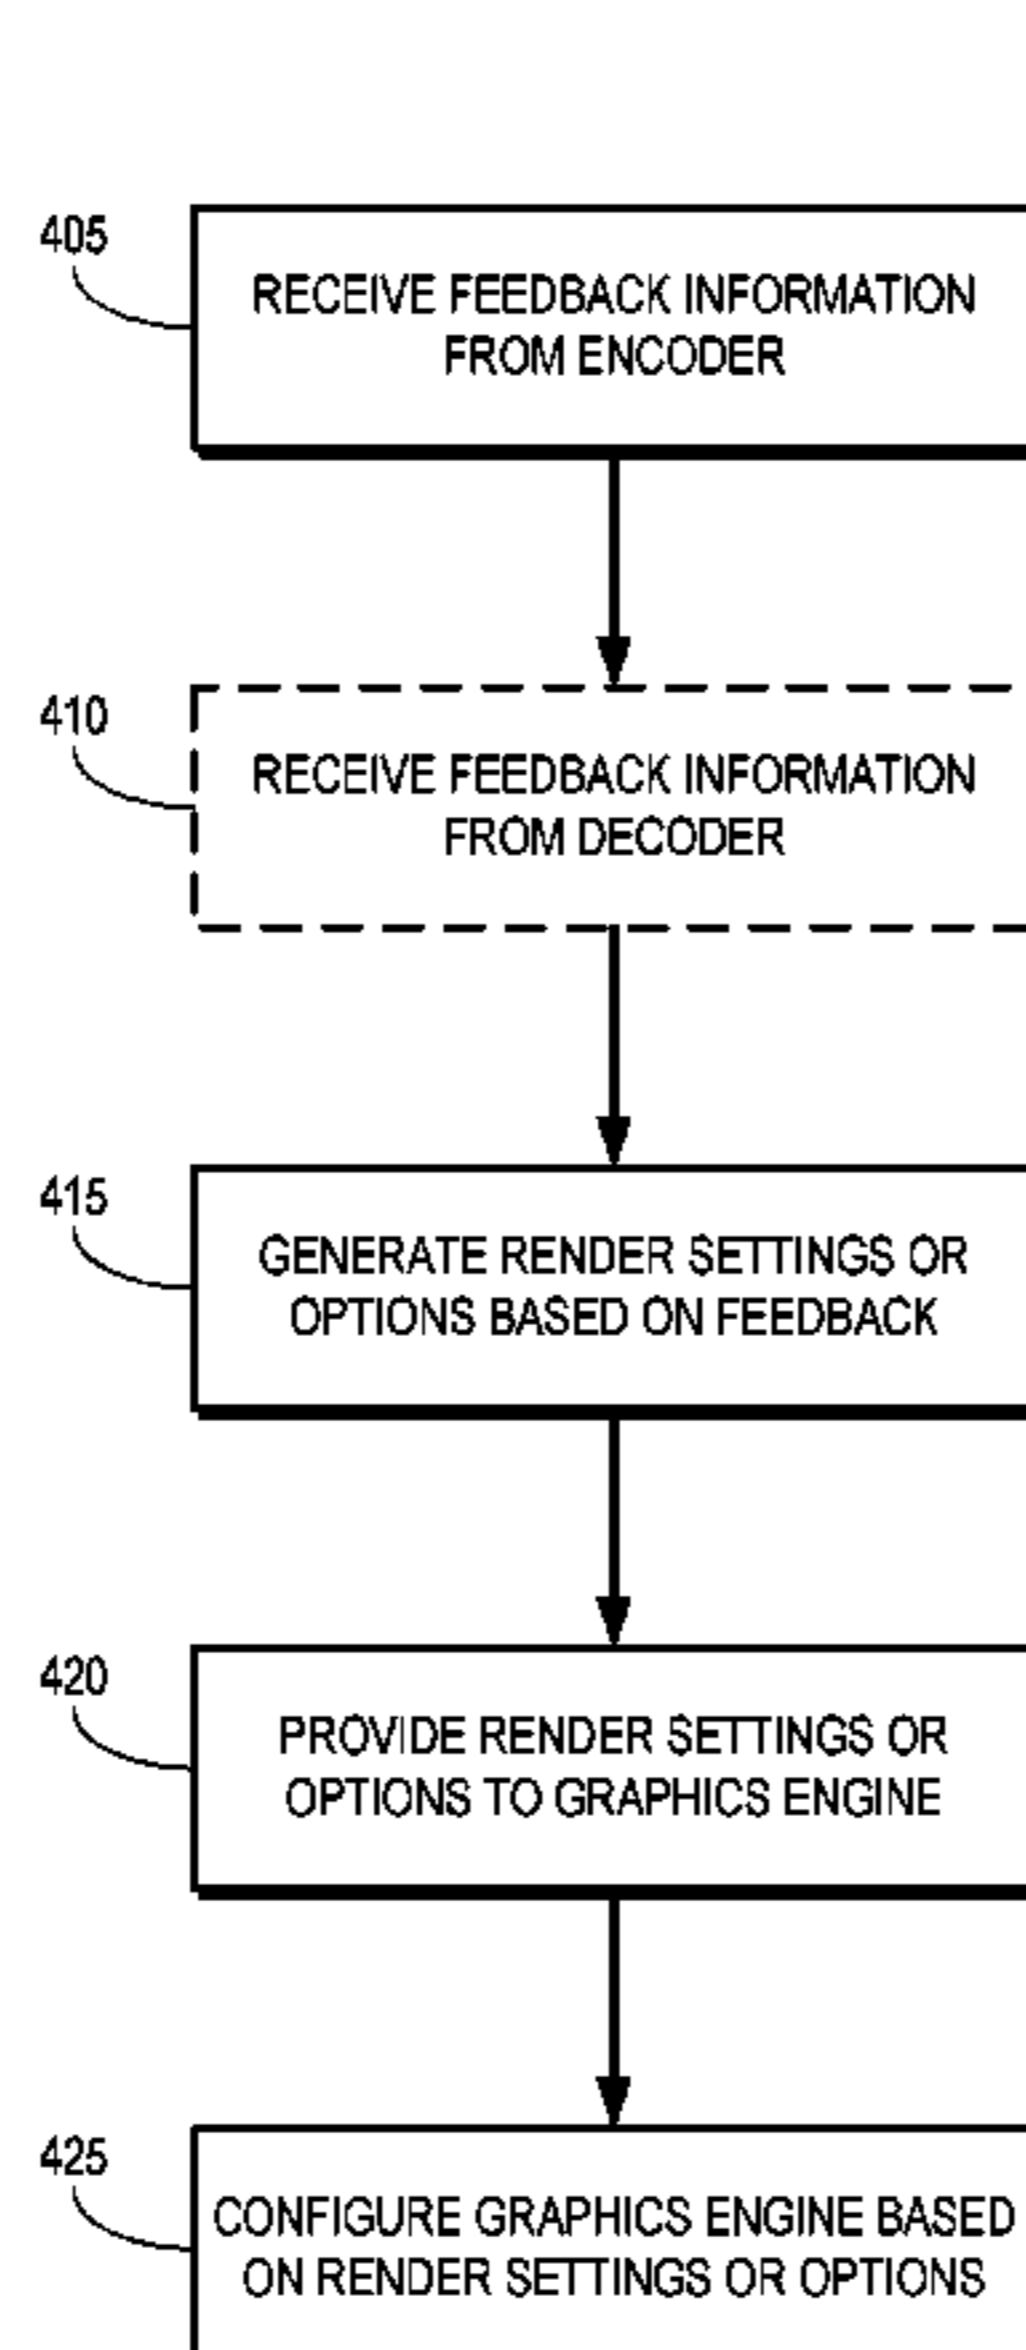 405
RECEIVE FEEDBACK INFORMATION
FROM ENCODER
410
RECEIVE FEEDBACK INFORMATION
FROM DECODER
415
GENERATE RENDER SETTINGS OR
OPTIONS BASED ON FEEDBACK
420
PROVIDE RENDER SETTINGS OR
OPTIONS TO GRAPHICS ENGINE
425
CONFIGURE GRAPHICS ENGINE BASED
ON RENDER SETTINGS OR OPTIONS